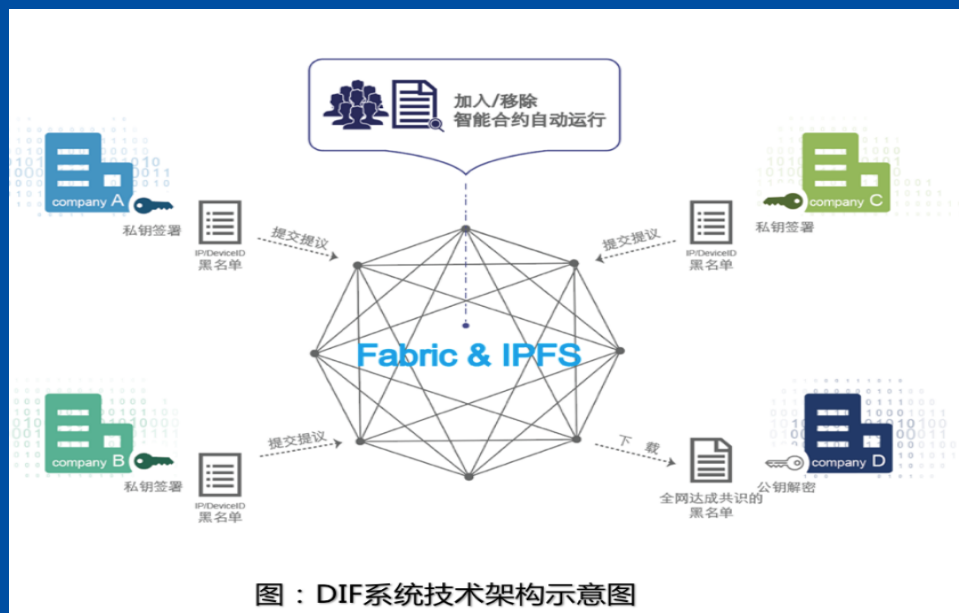 加入/移除
智能合约自动运行
company A
私钥签署
IP/DeviceID
黑名单
提交提议
company C
私钥签署
IP/DeviceID
黑名单
提交提议
Fabric & IPFS
company B
私钥签署
IP/DeviceID
黑名单
提交提议
下 载
company D
公钥解密
全网达成共识的
黑名单
图：DIF系统技术架构示意图